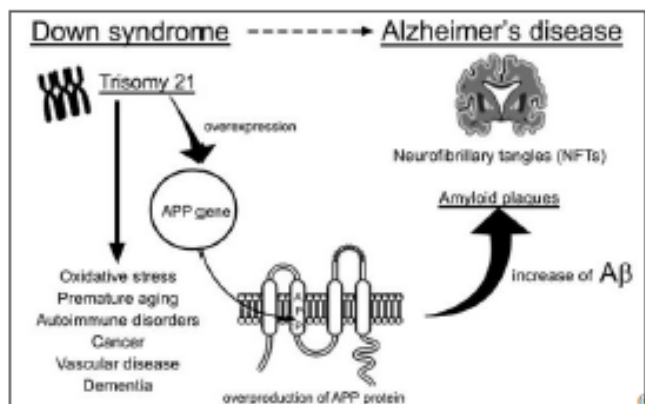 Down syndrome
Alzheimer's disease
Trisomy 21
overexpression
Neurofibrillary tangles (NFTs)
APP gene
Amyloid plaques
increase of Aβ
Oxidative stress
Premature aging
Autoimmune disorders
Cancer
Vascular disease
Dementia
A
P
P
overproduction of APP protein